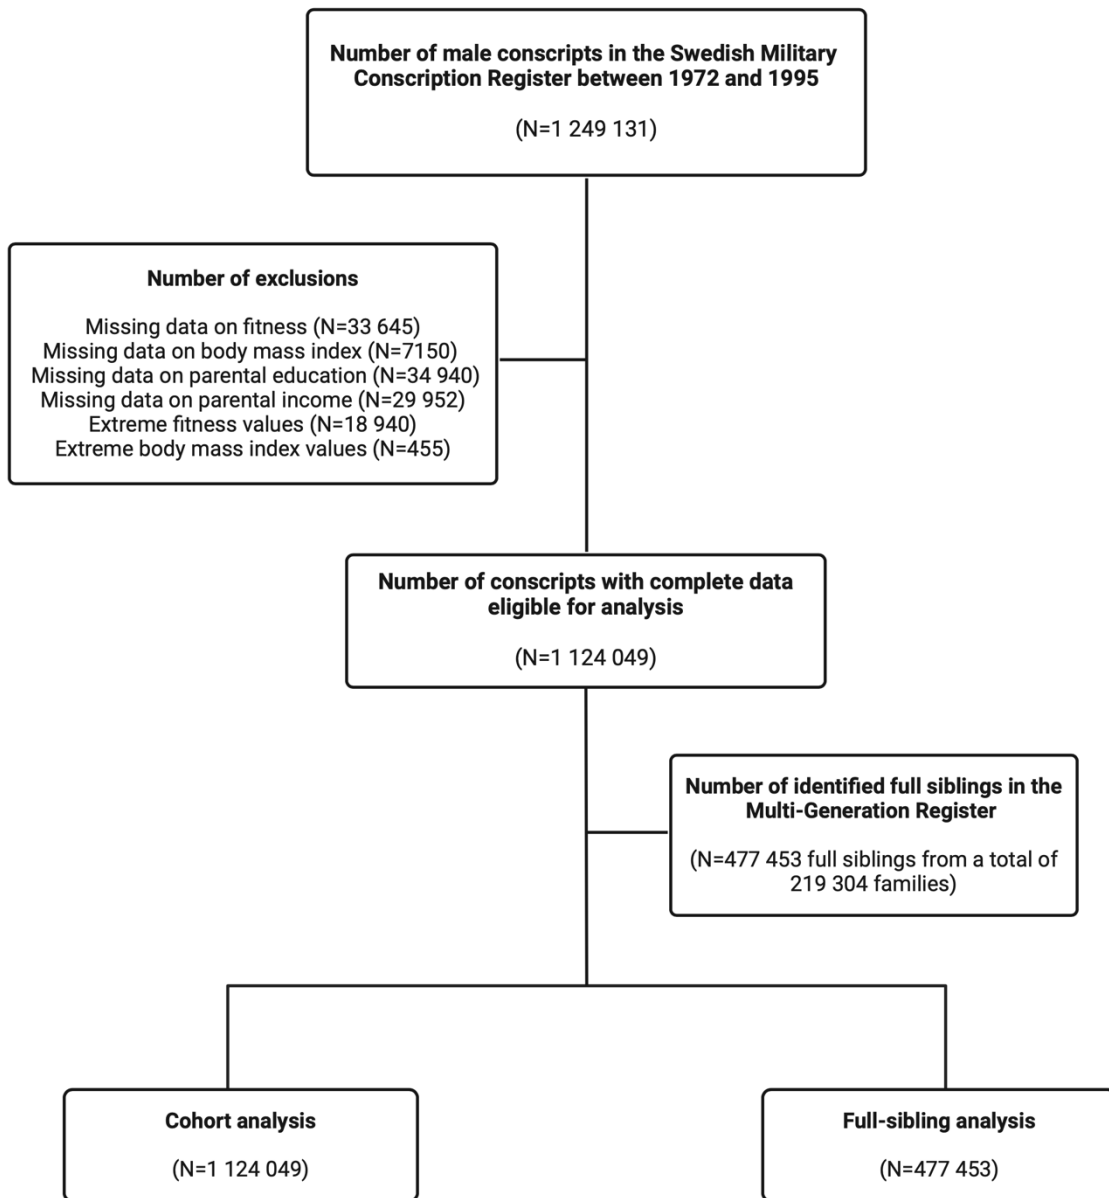 Number of male conscripts in the Swedish Military
Conscription Register between 1972 and 1995
(N=1 249 131)
Number of exclusions
Missing data on fitness (N=33 645)
Missing data on body mass index (N=7150)
Missing data on parental education (N=34 940)
Missing data on parental income (N=29 952)
Extreme fitness values (N=18 940)
Extreme body mass index values (N=455)
Number of conscripts with complete data
eligible for analysis
(N=1 124 049)
Number of identified full siblings in the
Multi-Generation Register
(N=477 453 full siblings from a total of
219 304 families)
Cohort analysis
(N=1 124 049)
Full-sibling analysis
(N=477 453)